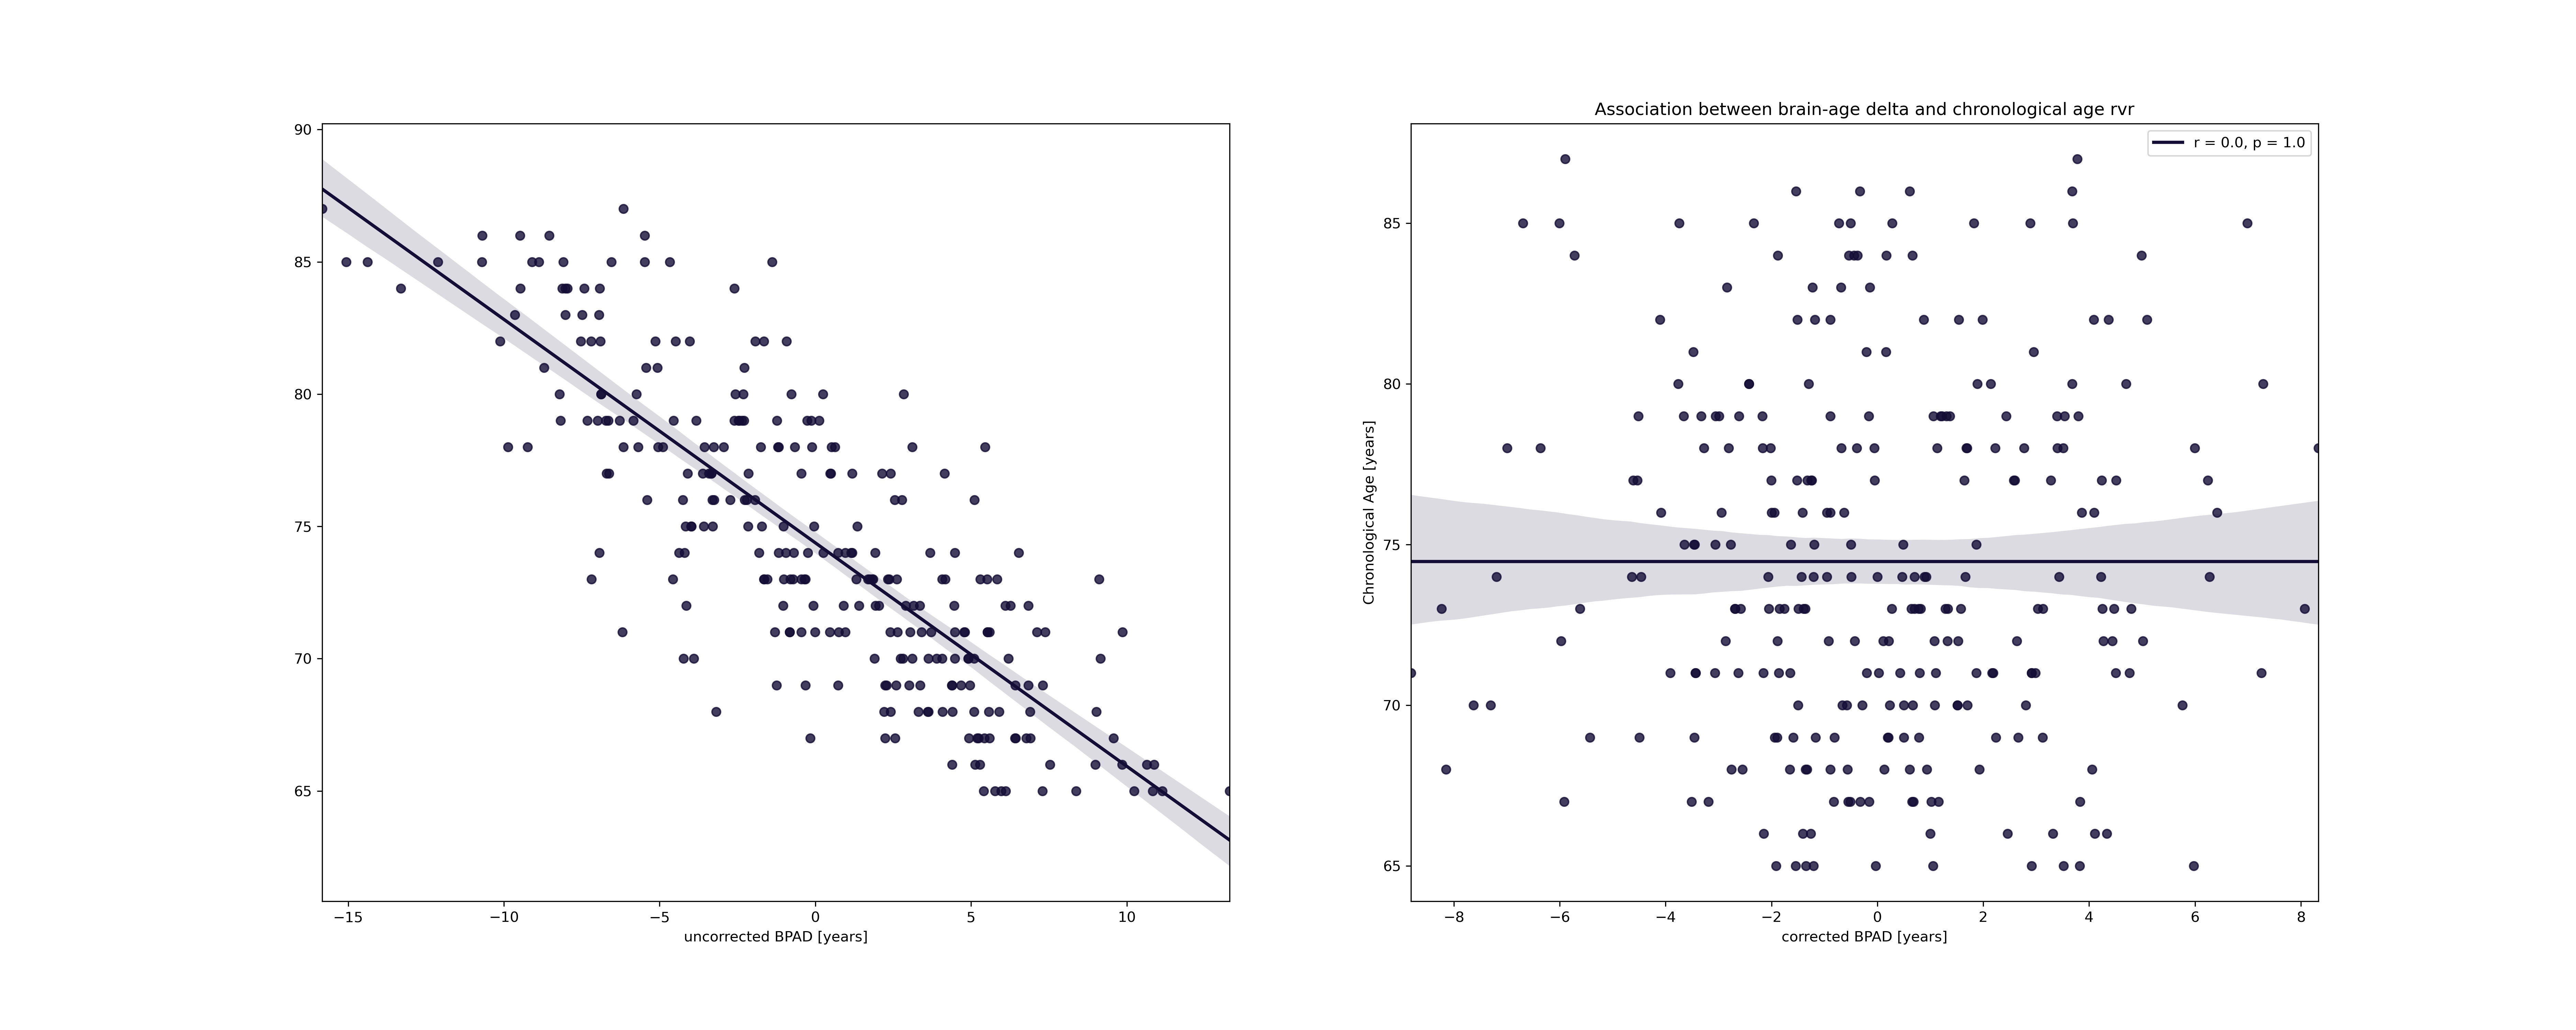 90
85
80
75
70
65
−15 −10 −5 0 5 10
uncorrected BPAD [years]
Association between brain-age delta and chronological age rvr
r = 0.0, p = 1.0
Chronological Age [years]
85
80
75
70
65
−8 −6 −4 −2 0 2 4 6 8
corrected BPAD [years]